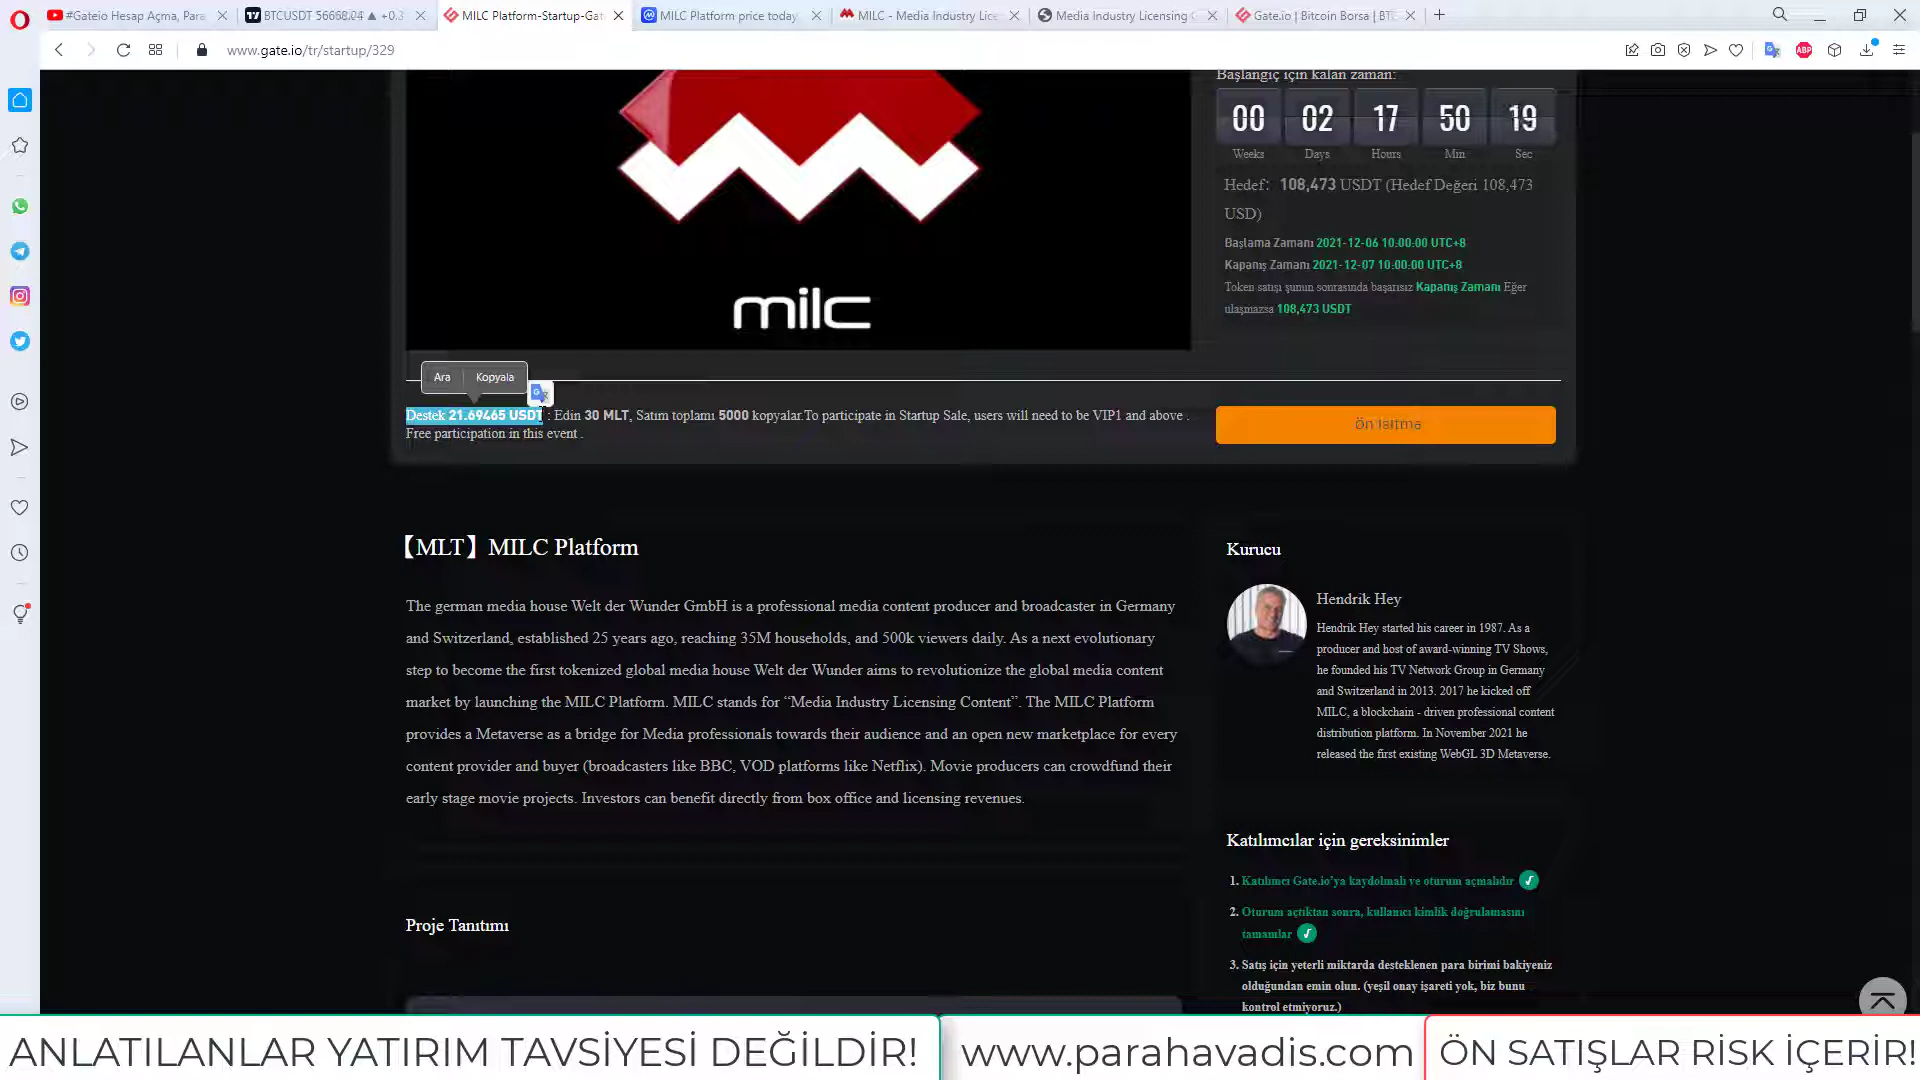 #Gateio Hesap Açma, Para
BTCUSDT 56668.04 ▲ +0.3
MILC Platform-Startup-Gat
MILC Platform price today
MILC - Media Industry Lice
Media Industry Licensing C
Gate.io | Bitcoin Borsa | BT
www.gate.io/tr/startup/329
ABP
Başlangıç için kalan zaman:
00 02 17 50 19
Weeks Days Hours Min Sec
Hedef: 108,473 USDT (Hedef Değeri 108,473
USD)
Başlama Zamanı 2021-12-06 10:00:00 UTC+8
Kapanış Zamanı 2021-12-07 10:00:00 UTC+8
Token satışı şunun sonrasında başarısız Kapanış Zamanı Eğer
ulaşmazsa 108,473 USDT
milc
Ara Kopyala
Destek 21.69465 USDT : Edin 30 MLT, Satım toplamı 5000 kopyalar.To participate in Startup Sale, users will need to be VIP1 and above .
Free participation in this event .
Ön Isıtma
【MLT】MILC Platform
The german media house Welt der Wunder GmbH is a professional media content producer and broadcaster in Germany
and Switzerland, established 25 years ago, reaching 35M households, and 500k viewers daily. As a next evolutionary
step to become the first tokenized global media house Welt der Wunder aims to revolutionize the global media content
market by launching the MILC Platform. MILC stands for “Media Industry Licensing Content”. The MILC Platform
provides a Metaverse as a bridge for Media professionals towards their audience and an open new marketplace for every
content provider and buyer (broadcasters like BBC, VOD platforms like Netflix). Movie producers can crowdfund their
early stage movie projects. Investors can benefit directly from box office and licensing revenues.
Proje Tanıtımı
Kurucu
Hendrik Hey
Hendrik Hey started his career in 1987. As a
producer and host of award-winning TV Shows,
he founded his TV Network Group in Germany
and Switzerland in 2013. 2017 he kicked off
MILC, a blockchain - driven professional content
distribution platform. In November 2021 he
released the first existing WebGL 3D Metaverse.
Katılımcılar için gereksinimler
1. Katılımcı Gate.io’ya kaydolmalı ve oturum açmalıdır
2. Oturum açtıktan sonra, kullanıcı kimlik doğrulamasını
tamamlar
3. Satış için yeterli miktarda desteklenen para birimi bakiyeniz
olduğundan emin olun. (yeşil onay işareti yok, biz bunu
kontrol etmiyoruz.)
ANLATILANLAR YATIRIM TAVSİYESİ DEĞİLDİR!
www.parahavadis.com
ÖN SATIŞLAR RİSK İÇERİR!